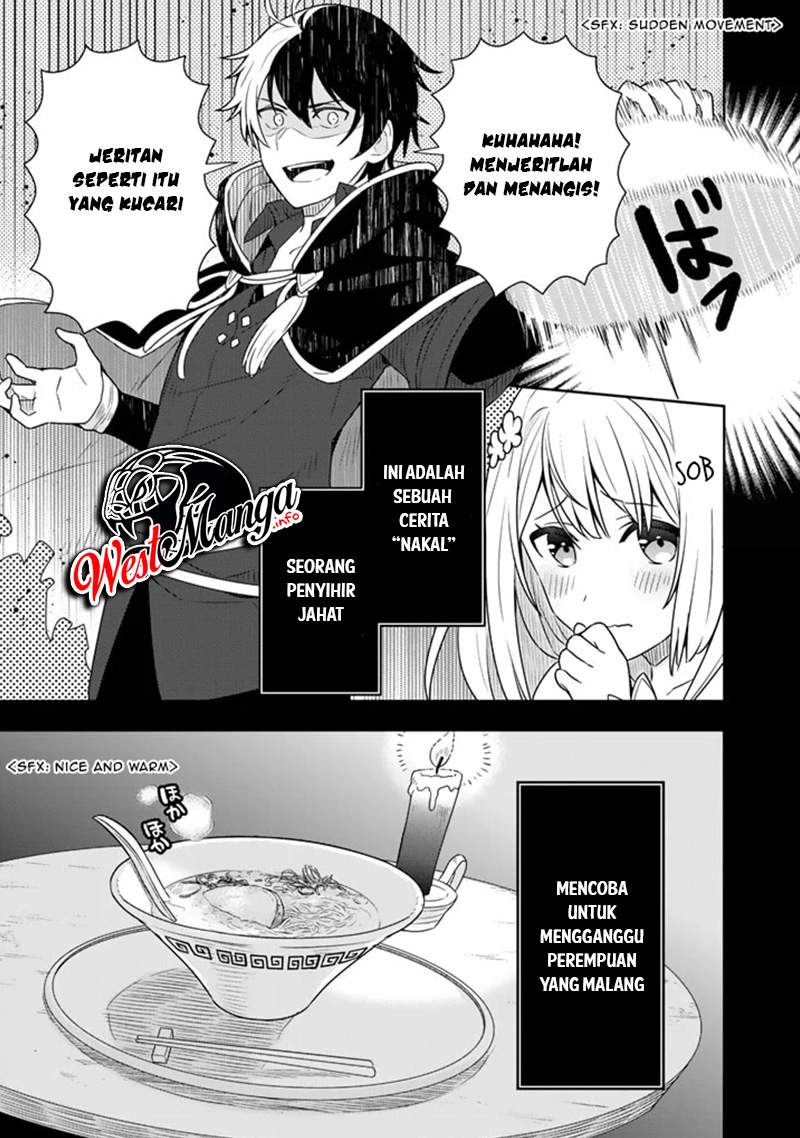 <SFX: SUDDEN MOVEMENT>
KUHAHAHA!
MENJERITLAH
DAN MENANGIS!
JERITAN
SEPERTI ITU
YANG KUCARI
ばっ
SOB
INI ADALAH
SEBUAH
CERITA
“NAKAL”
SEORANG
PENYIHIR
JAHAT
WestManga
.info
<SFX: NICE AND WARM>
ほか
ほか
MENCOBA
UNTUK
MENGGANGGU
PEREMPUAN
YANG MALANG